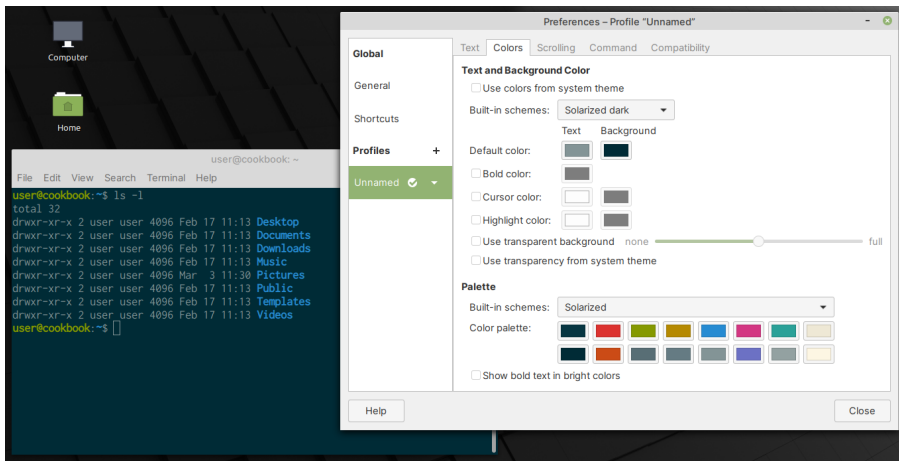 Computer
Home
user@cookbook: ~
File Edit View Search Terminal Help
user@cookbook:~$ ls -l
total 32
drwxr-xr-x 2 user user 4096 Feb 17 11:13 Desktop
drwxr-xr-x 2 user user 4096 Feb 17 11:13 Documents
drwxr-xr-x 2 user user 4096 Feb 17 11:13 Downloads
drwxr-xr-x 2 user user 4096 Feb 17 11:13 Music
drwxr-xr-x 2 user user 4096 Mar  3 11:30 Pictures
drwxr-xr-x 2 user user 4096 Feb 17 11:13 Public
drwxr-xr-x 2 user user 4096 Feb 17 11:13 Templates
drwxr-xr-x 2 user user 4096 Feb 17 11:13 Videos
user@cookbook:~$
Preferences – Profile “Unnamed”
Global
General
Shortcuts
Profiles +
Unnamed
Text Colors Scrolling Command Compatibility
Text and Background Color
Use colors from system theme
Built-in schemes: Solarized dark
Text Background
Default color:
Bold color:
Cursor color:
Highlight color:
Use transparent background none full
Use transparency from system theme
Palette
Built-in schemes: Solarized
Color palette:
Show bold text in bright colors
Help Close